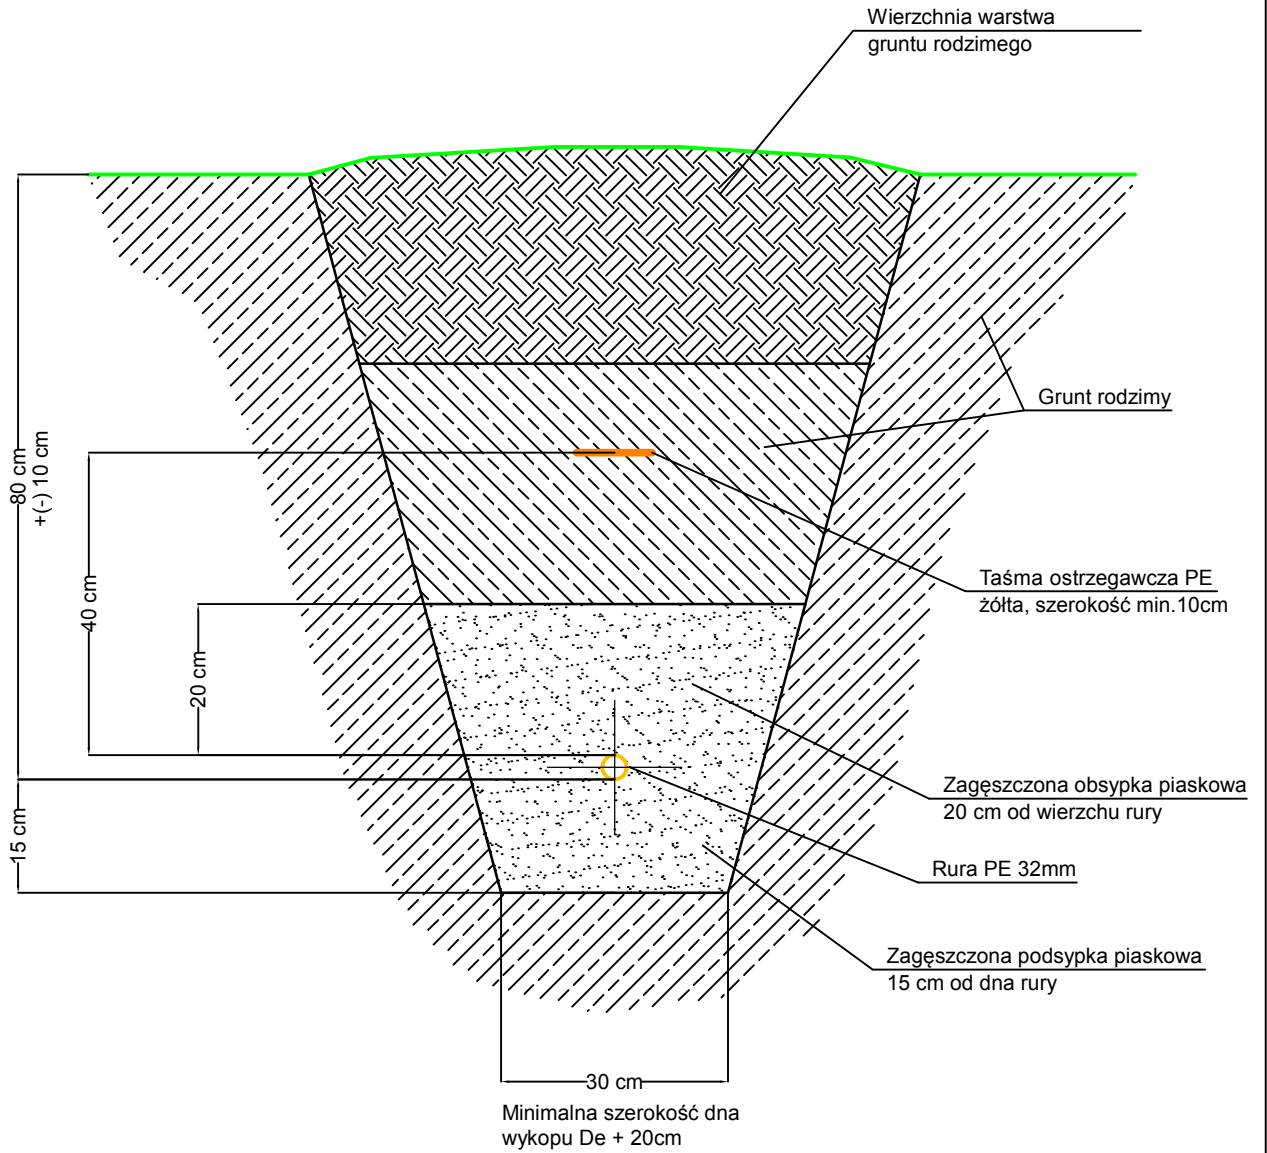 Wierzchnia warstwa
gruntu rodzimego
Grunt rodzimy
80 cm
+(-) 10 cm
40 cm
20 cm
Taśma ostrzegawcza PE
żółta, szerokość min.10cm
Zagęszczona obsypka piaskowa
20 cm od wierzchu rury
15 cm
Rura PE 32mm
Zagęszczona podsypka piaskowa
15 cm od dna rury
30 cm
Minimalna szerokość dna
wykopu De + 20cm